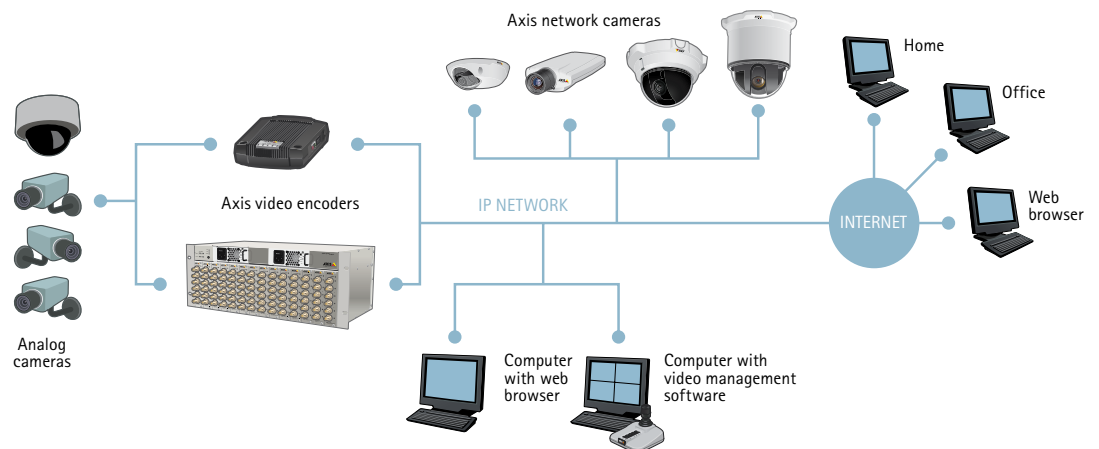 Axis network cameras
Home
Office
Axis video encoders
IP NETWORK
INTERNET
Web
browser
Analog
cameras
Computer
with web
browser
Computer with
video management
software